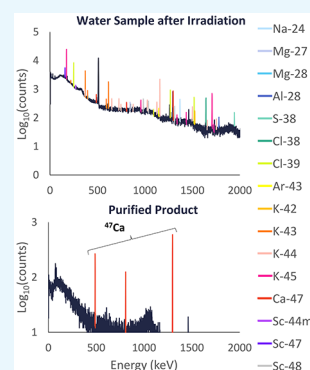 Water Sample after Irradiation
Log₁₀(counts)
5
4
3
2
1
0
0 500 1000 1500 2000
Purified Product
⁴⁷Ca
Log₁₀(counts)
3
2
1
0 500 1000 1500 2000
Energy (keV)
Na-24
Mg-27
Mg-28
Al-28
S-38
Cl-38
Cl-39
Ar-43
K-42
K-43
K-44
K-45
Ca-47
Sc-44m
Sc-47
Sc-48